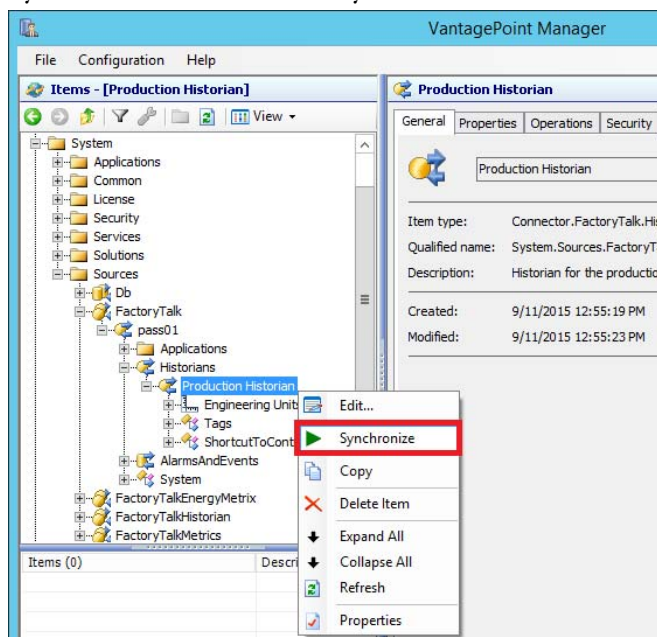 VantagePoint Manager
File Configuration Help
Items - [Production Historian]
View
System
Applications
Common
License
Security
Services
Solutions
Sources
Db
FactoryTalk
pass01
Applications
Historians
Production Historian
Engineering Units
Tags
ShortcutToCont
AlarmsAndEvents
System
FactoryTalkEnergyMetrix
FactoryTalkHistorian
FactoryTalkMetrics
Items (0) Descri
Edit...
Synchronize
Copy
Delete Item
Expand All
Collapse All
Refresh
Properties
Production Historian
General Properties Operations Security
Production Historian
Item type: Connector.FactoryTalk.His
Qualified name: System.Sources.FactoryT
Description: Historian for the productio
Created: 9/11/2015 12:55:19 PM
Modified: 9/11/2015 12:55:23 PM